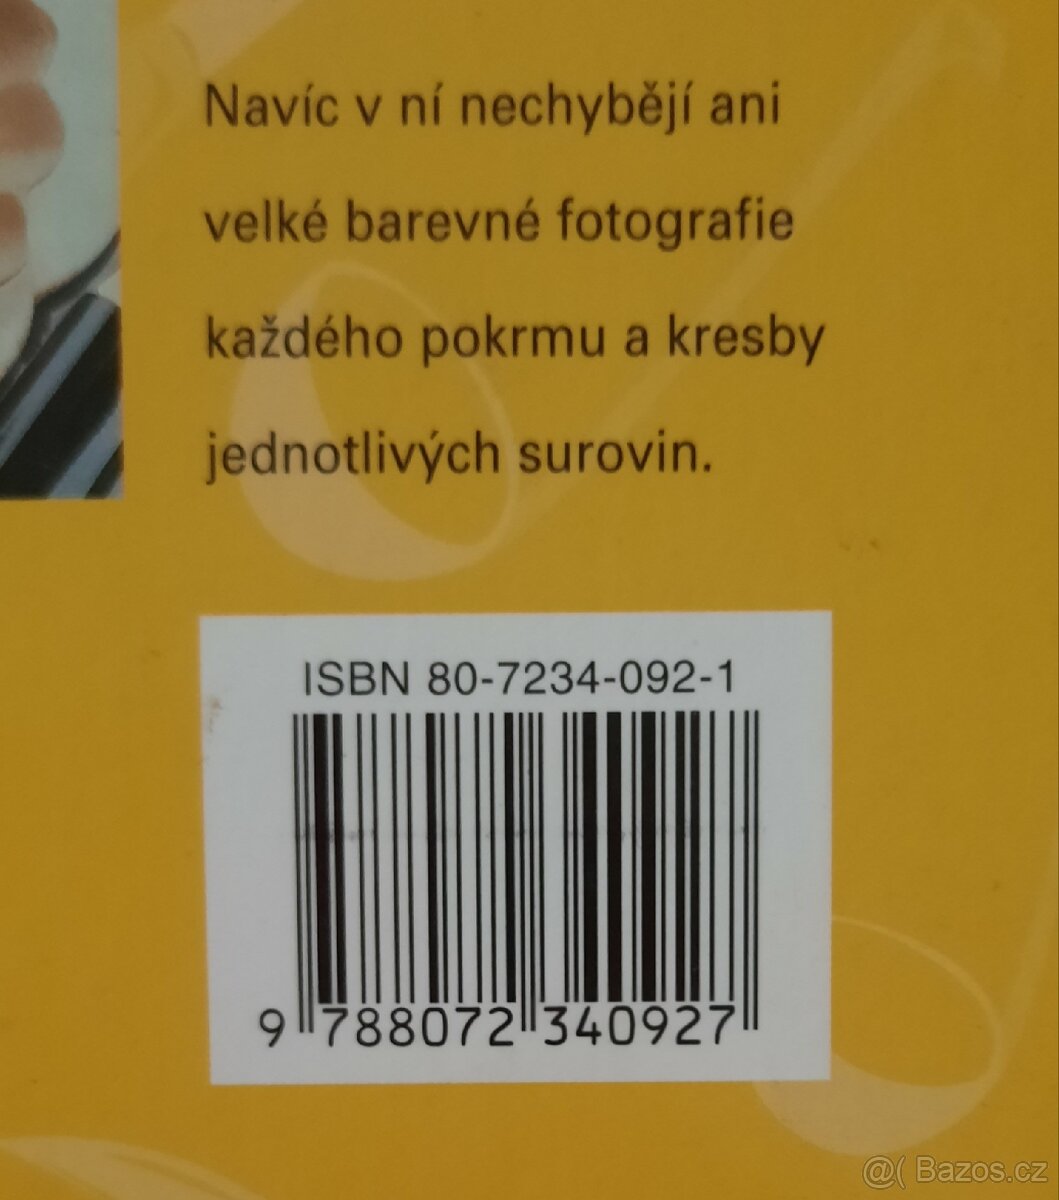 Navíc v ní nechybějí ani
velké barevné fotografie
každého pokrmu a kresby
jednotlivých surovin.
ISBN 80-7234-092-1
9 788072 340927
@( Bazos.cz